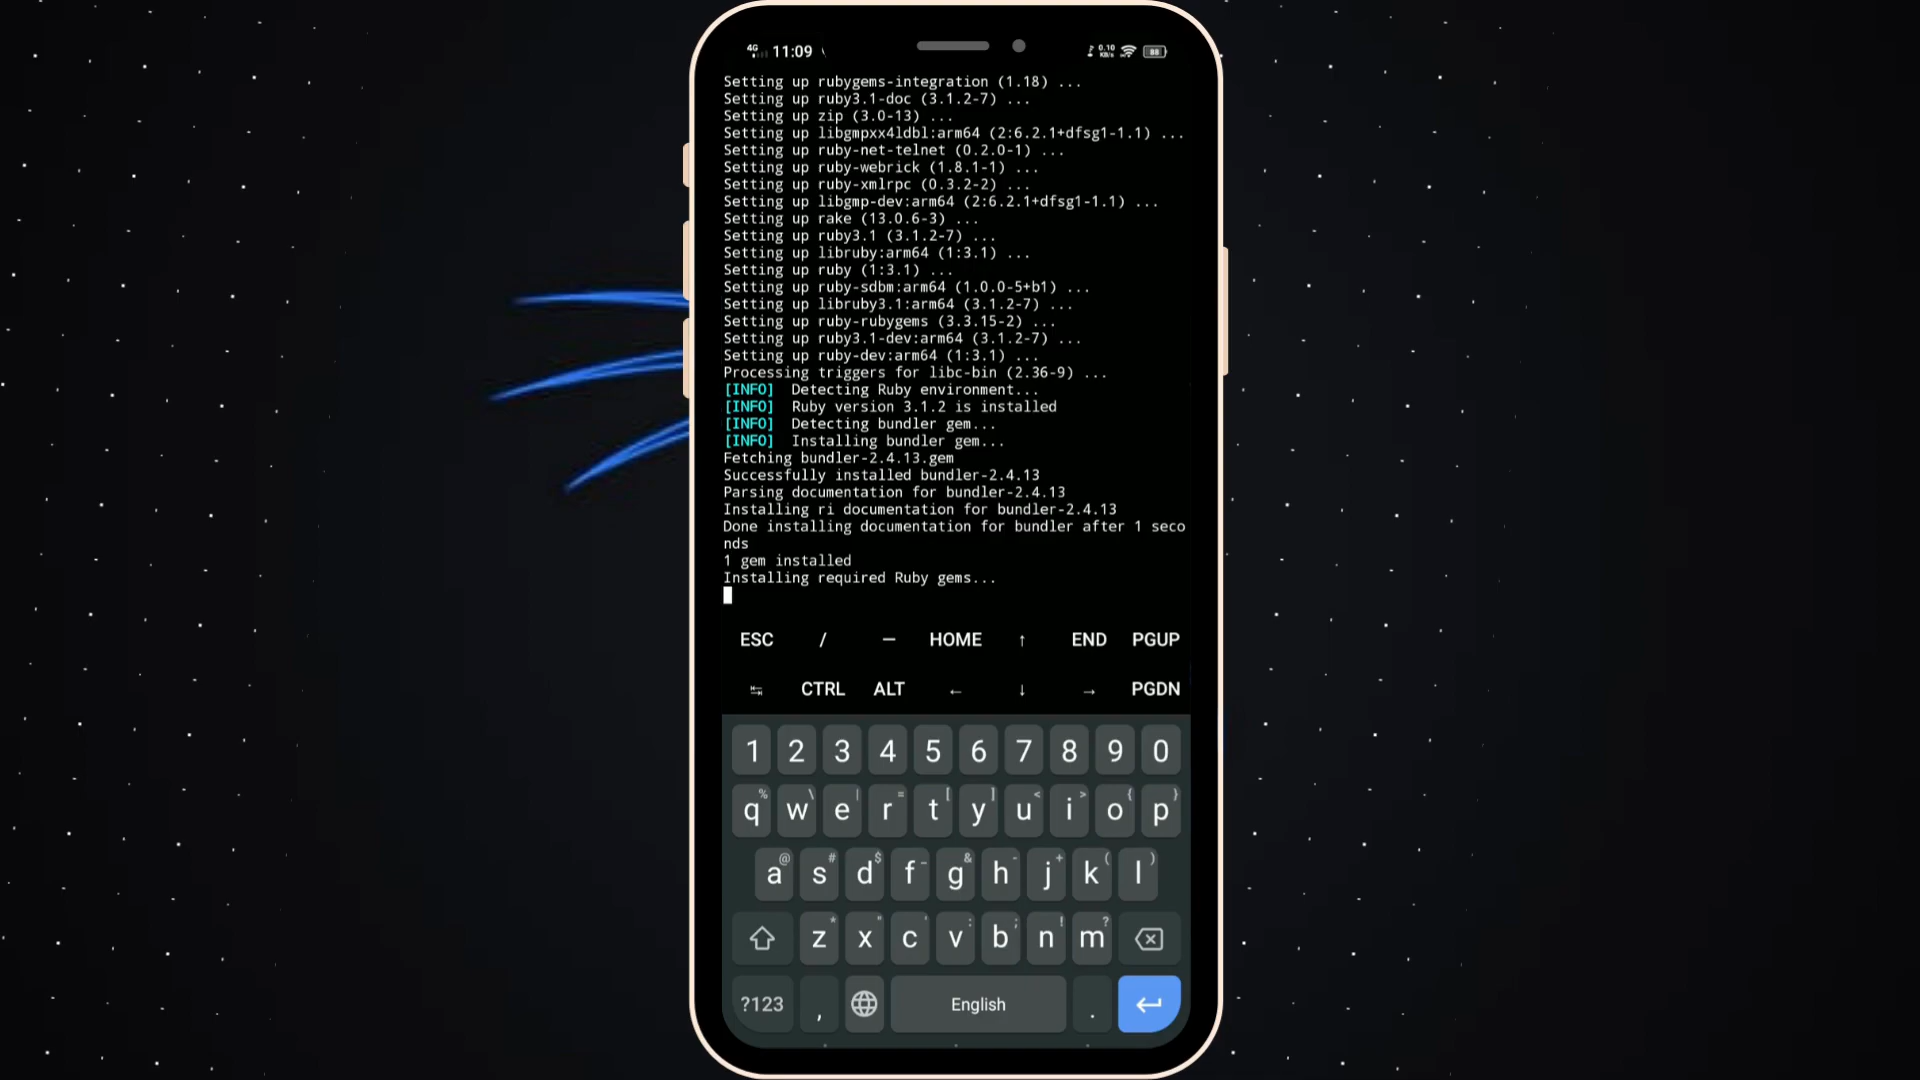 4G 11:09 0.10 KB/s 88
Setting up rubygems-integration (1.18) ...
Setting up ruby3.1-doc (3.1.2-7) ...
Setting up zip (3.0-13) ...
Setting up libgmpxx4ldbl:arm64 (2:6.2.1+dfsg1-1.1) ...
Setting up ruby-net-telnet (0.2.0-1) ...
Setting up ruby-webrick (1.8.1-1) ...
Setting up ruby-xmlrpc (0.3.2-2) ...
Setting up libgmp-dev:arm64 (2:6.2.1+dfsg1-1.1) ...
Setting up rake (13.0.6-3) ...
Setting up ruby3.1 (3.1.2-7) ...
Setting up libruby:arm64 (1:3.1) ...
Setting up ruby (1:3.1) ...
Setting up ruby-sdbm:arm64 (1.0.0-5+b1) ...
Setting up libruby3.1:arm64 (3.1.2-7) ...
Setting up ruby-rubygems (3.3.15-2) ...
Setting up ruby3.1-dev:arm64 (3.1.2-7) ...
Setting up ruby-dev:arm64 (1:3.1) ...
Processing triggers for libc-bin (2.36-9) ...
[INFO] Detecting Ruby environment...
[INFO] Ruby version 3.1.2 is installed
[INFO] Detecting bundler gem...
[INFO] Installing bundler gem...
Fetching bundler-2.4.13.gem
Successfully installed bundler-2.4.13
Parsing documentation for bundler-2.4.13
Installing ri documentation for bundler-2.4.13
Done installing documentation for bundler after 1 seco
nds
1 gem installed
Installing required Ruby gems...
ESC / — HOME ↑ END PGUP
↹ CTRL ALT ← ↓ → PGDN
1 2 3 4 5 6 7 8 9 0
% \ | = [ ] < > { }
q w e r t y u i o p
@ # $ _ & - + ( )
a s d f g h j k l
* " ' : ; ! ?
z x c v b n m
?123 , English .